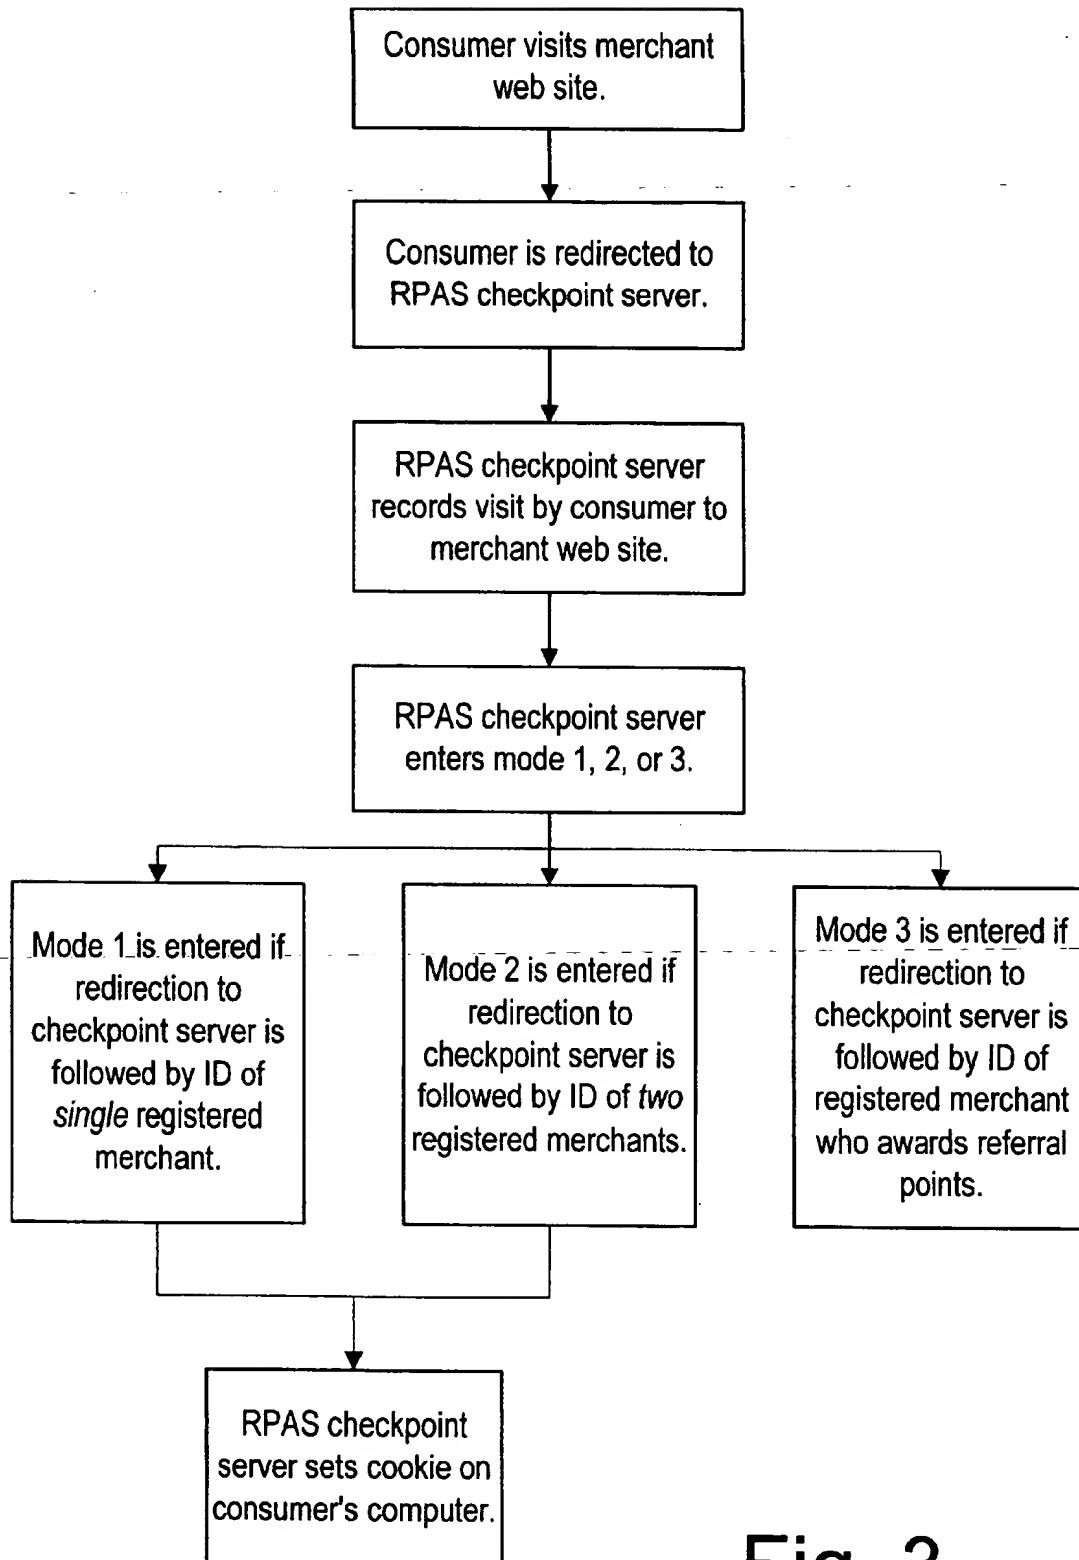 Consumer visits merchant
web site.
Consumer is redirected to
RPAS checkpoint server.
RPAS checkpoint server
records visit by consumer to
merchant web site.
RPAS checkpoint server
enters mode 1, 2, or 3.
Mode 1 is entered if
redirection to
checkpoint server is
followed by ID of
single registered
merchant.
Mode 2 is entered if
redirection to
checkpoint server is
followed by ID of two
registered merchants.
Mode 3 is entered if
redirection to
checkpoint server is
followed by ID of
registered merchant
who awards referral
points.
RPAS checkpoint
server sets cookie on
consumer's computer.
Fig.